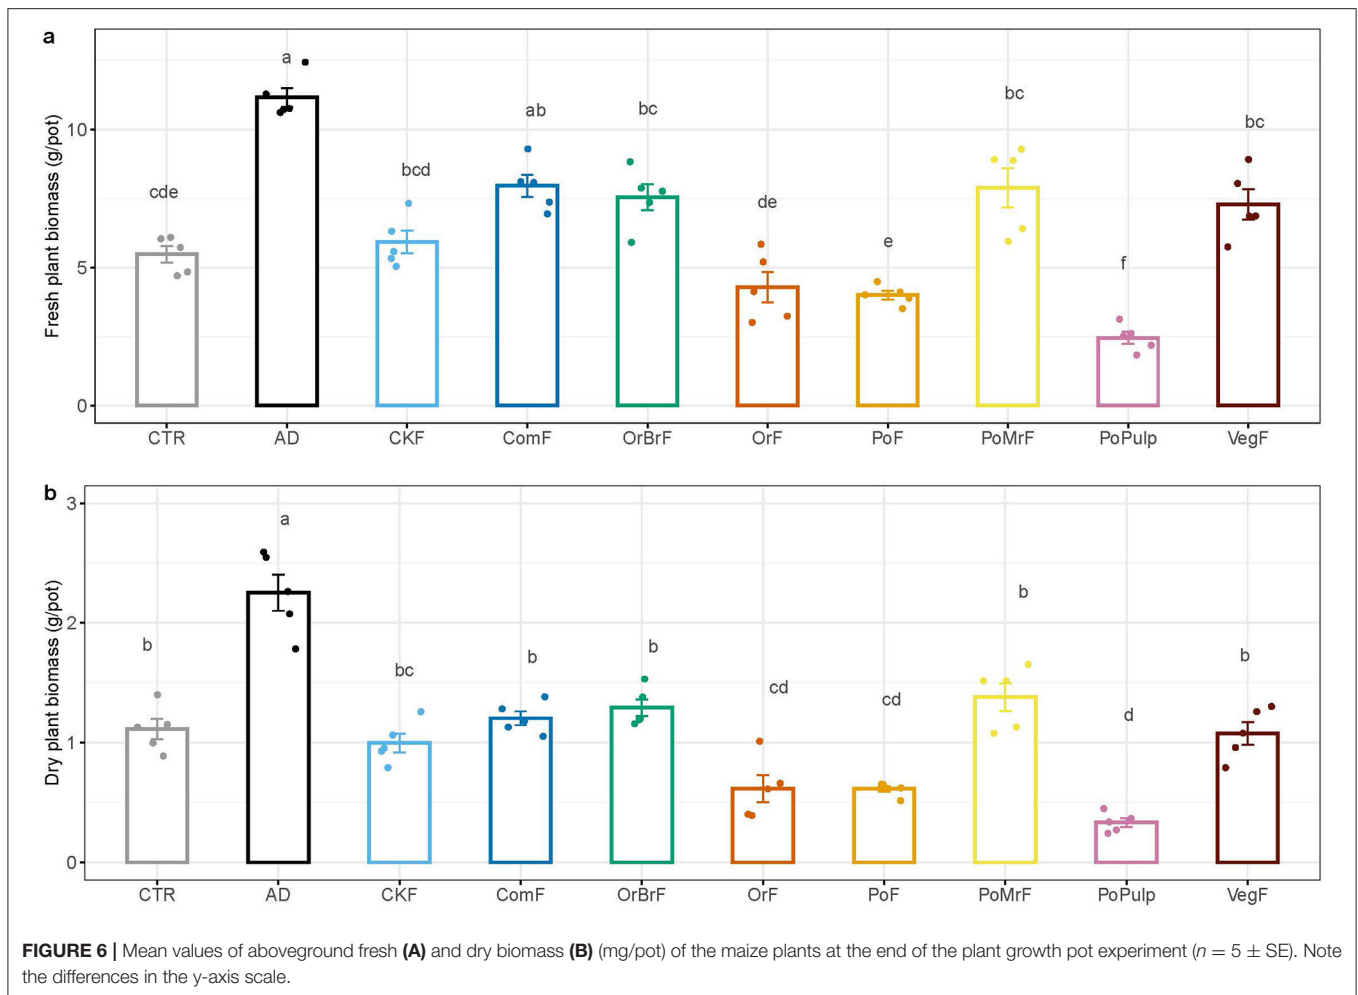 a
Fresh plant biomass (g/pot)
10
5
0
cde
a
bcd
ab
bc
de
e
bc
f
bc
CTR AD CKF ComF OrBrF OrF PoF PoMrF PoPulp VegF
b
Dry plant biomass (g/pot)
3
2
1
0
b
a
bc
b
b
cd
cd
b
d
b
CTR AD CKF ComF OrBrF OrF PoF PoMrF PoPulp VegF
FIGURE 6 | Mean values of aboveground fresh (A) and dry biomass (B) (mg/pot) of the maize plants at the end of the plant growth pot experiment (n = 5 ± SE). Note
the differences in the y-axis scale.